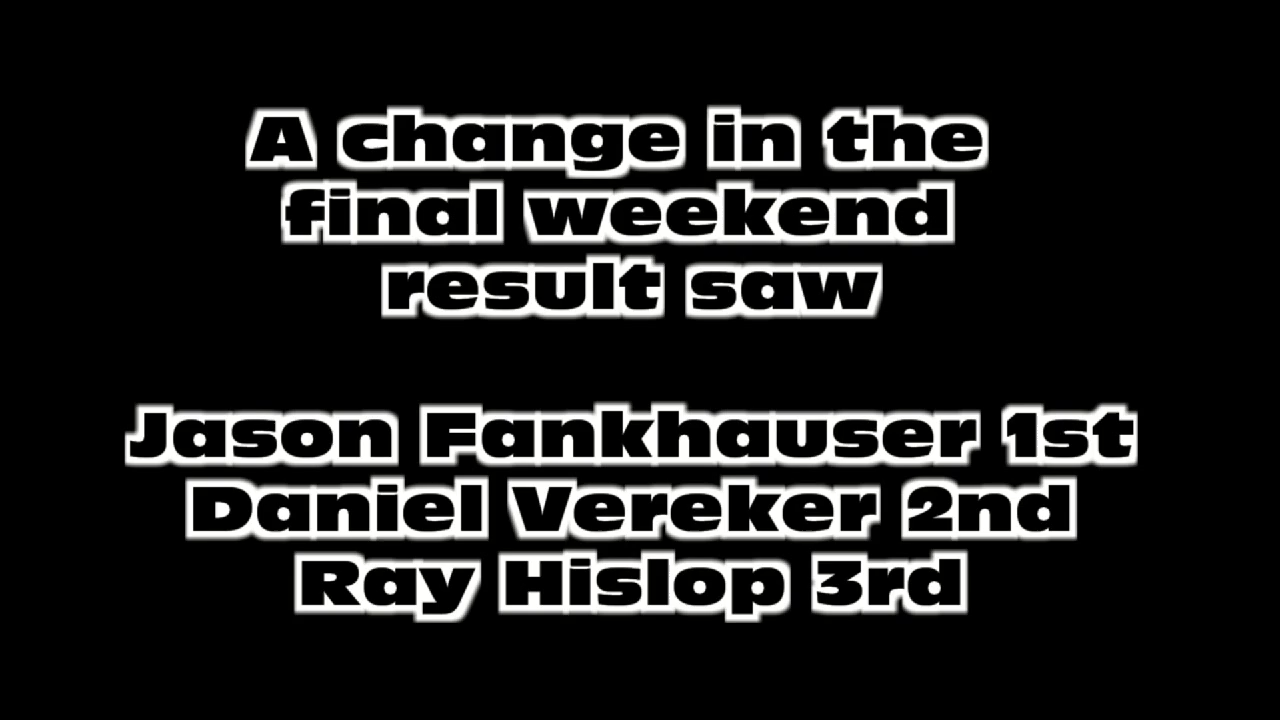 A change in the
final weekend
result saw
Jason Fankhauser 1st
Daniel Vereker 2nd
Ray Hislop 3rd